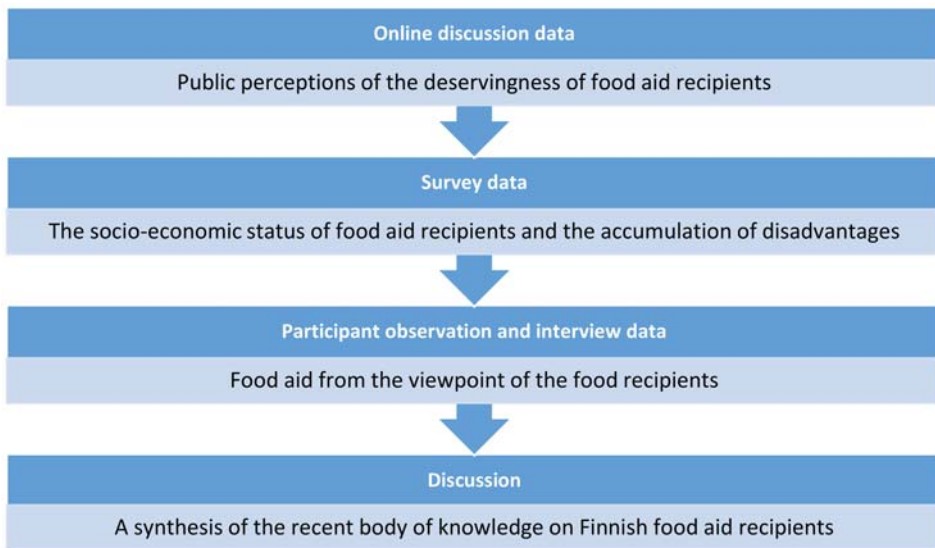 Online discussion data
Public perceptions of the deservingness of food aid recipients
Survey data
The socio-economic status of food aid recipients and the accumulation of disadvantages
Participant observation and interview data
Food aid from the viewpoint of the food recipients
Discussion
A synthesis of the recent body of knowledge on Finnish food aid recipients